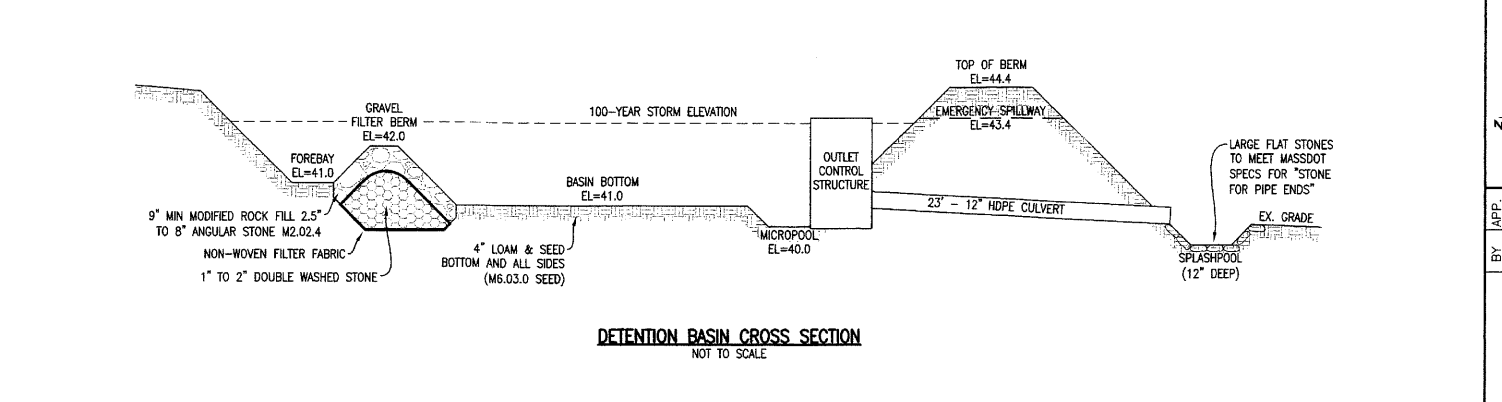 TOP OF BERM
EL=44.4
GRAVEL
FILTER BERM
EL=42.0
100-YEAR STORM ELEVATION
EMERGENCY SPILLWAY
EL=43.4
FOREBAY
EL=41.0
OUTLET
CONTROL
STRUCTURE
LARGE FLAT STONES
TO MEET MASSDOT
SPECS FOR "STONE
FOR PIPE ENDS"
BASIN BOTTOM
EL=41.0
23' - 12" HDPE CULVERT
EX. GRADE
9" MIN MODIFIED ROCK FILL 2.5"
TO 8" ANGULAR STONE M2.02.4
NON-WOVEN FILTER FABRIC
1" TO 2" DOUBLE WASHED STONE
4" LOAM & SEED
BOTTOM AND ALL SIDES
(M6.03.0 SEED)
MICROPOOL
EL=40.0
SPLASHPOOL
(12" DEEP)
DETENTION BASIN CROSS SECTION
NOT TO SCALE
BY
APP.